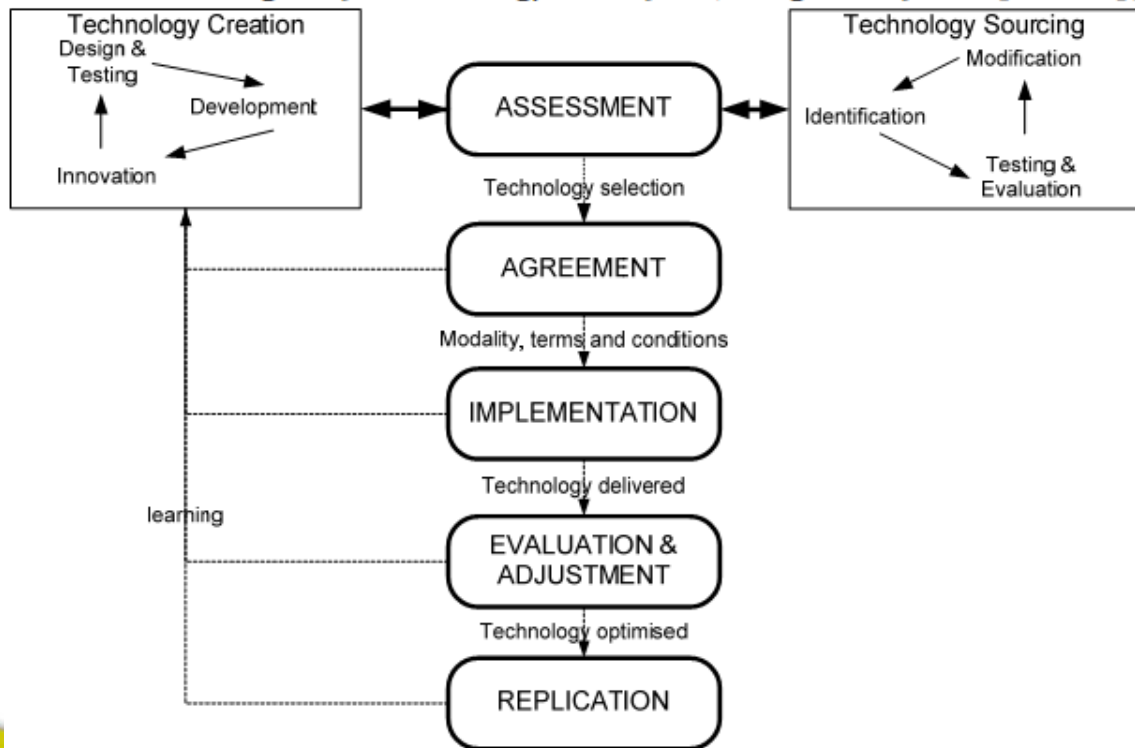 Technology Creation
Design &
Testing
Development
Innovation
ASSESSMENT
Technology Sourcing
Modification
Identification
Testing &
Evaluation
Technology selection
AGREEMENT
Modality, terms and conditions
IMPLEMENTATION
Technology delivered
learning
EVALUATION &
ADJUSTMENT
Technology optimised
REPLICATION